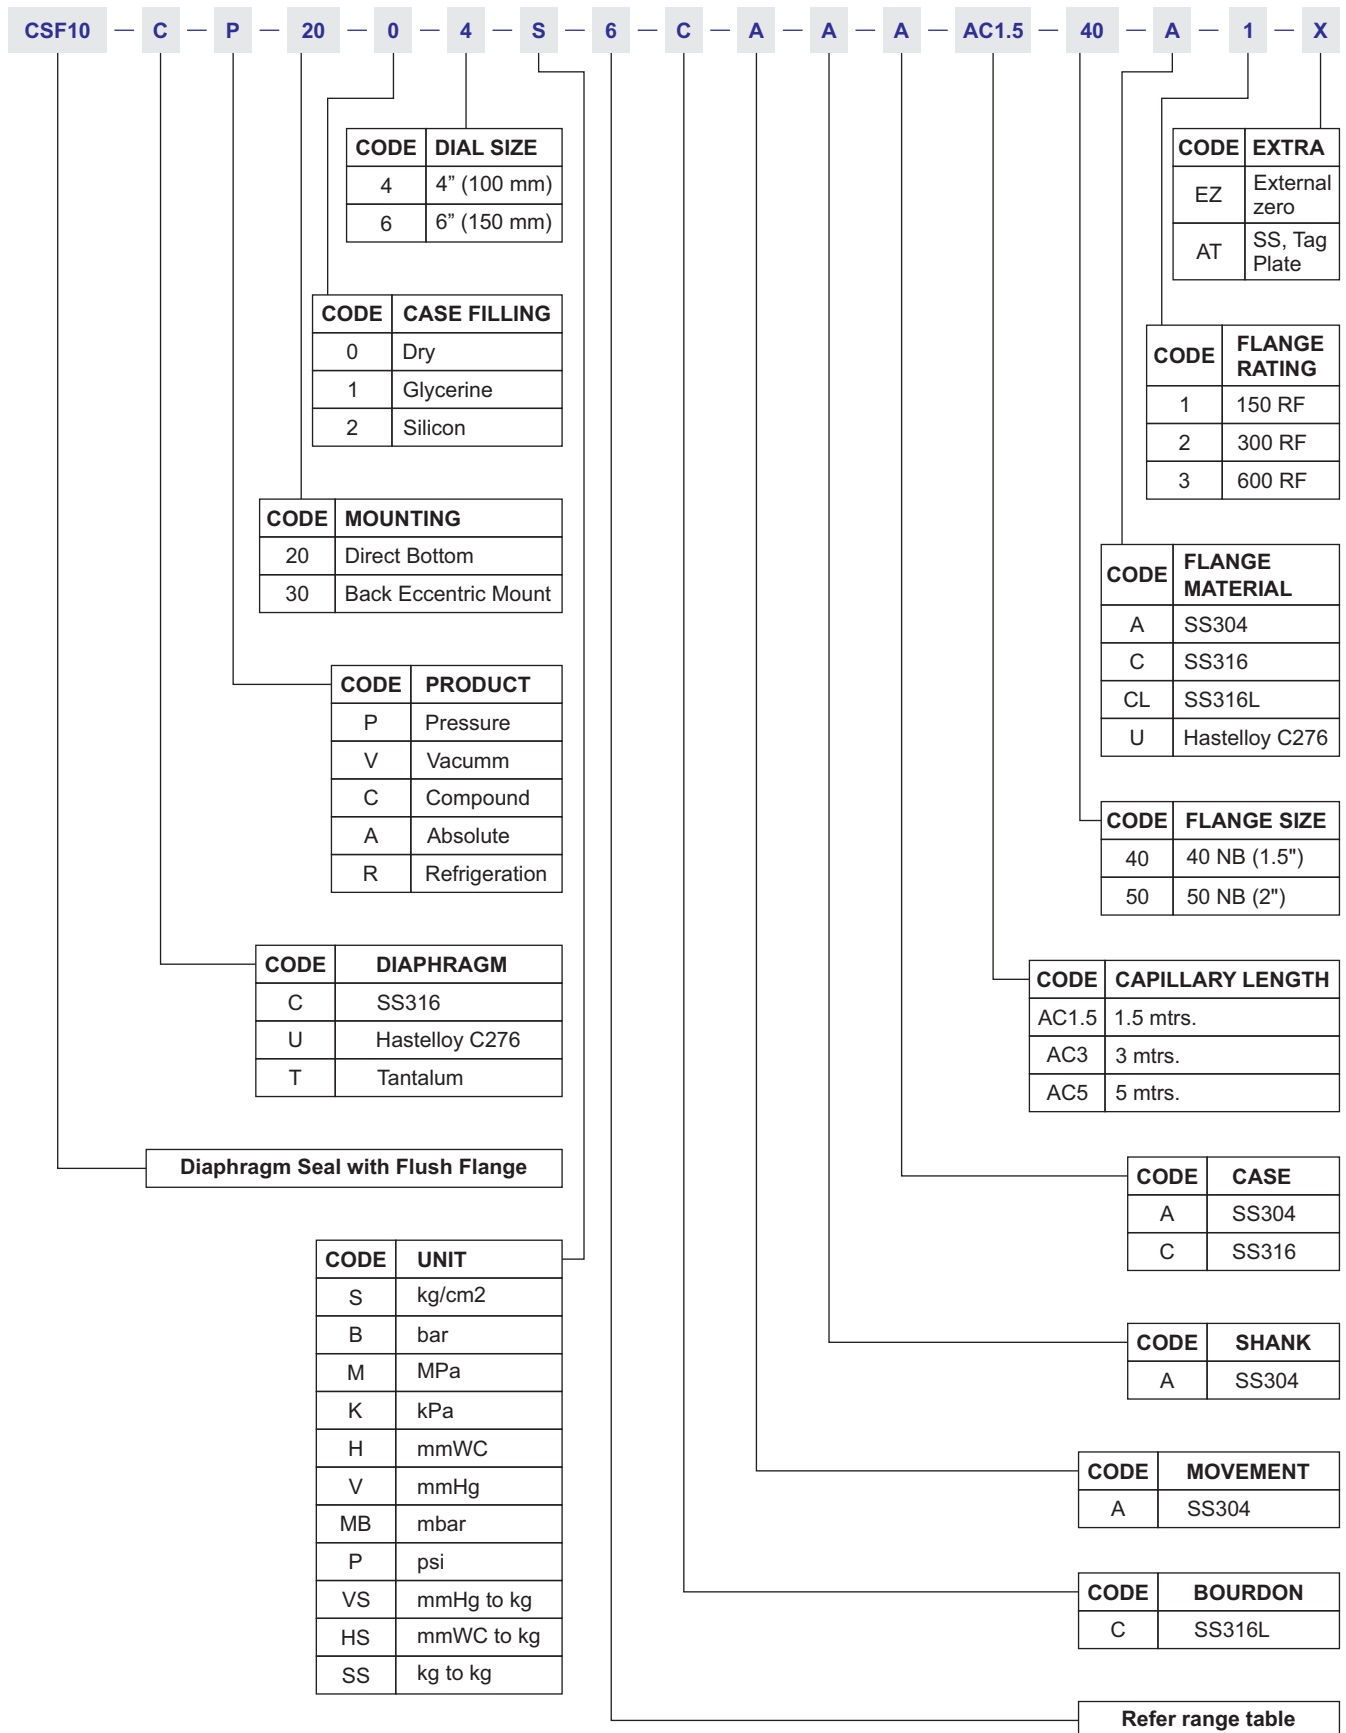 CSF10 — C — P — 20 — 0 — 4 — S — 6 — C — A — A — A — AC1.5 — 40 — A — 1 — X
CODE DIAL SIZE
4 4” (100 mm)
6 6” (150 mm)
CODE CASE FILLING
0 Dry
1 Glycerine
2 Silicon
CODE MOUNTING
20 Direct Bottom
30 Back Eccentric Mount
CODE PRODUCT
P Pressure
V Vacumm
C Compound
A Absolute
R Refrigeration
CODE DIAPHRAGM
C SS316
U Hastelloy C276
T Tantalum
Diaphragm Seal with Flush Flange
CODE UNIT
S kg/cm2
B bar
M MPa
K kPa
H mmWC
V mmHg
MB mbar
P psi
VS mmHg to kg
HS mmWC to kg
SS kg to kg
CODE EXTRA
EZ External
zero
AT SS, Tag
Plate
CODE FLANGE
RATING
1 150 RF
2 300 RF
3 600 RF
CODE FLANGE
MATERIAL
A SS304
C SS316
CL SS316L
U Hastelloy C276
CODE FLANGE SIZE
40 40 NB (1.5")
50 50 NB (2")
CODE CAPILLARY LENGTH
AC1.5 1.5 mtrs.
AC3 3 mtrs.
AC5 5 mtrs.
CODE CASE
A SS304
C SS316
CODE SHANK
A SS304
CODE MOVEMENT
A SS304
CODE BOURDON
C SS316L
Refer range table